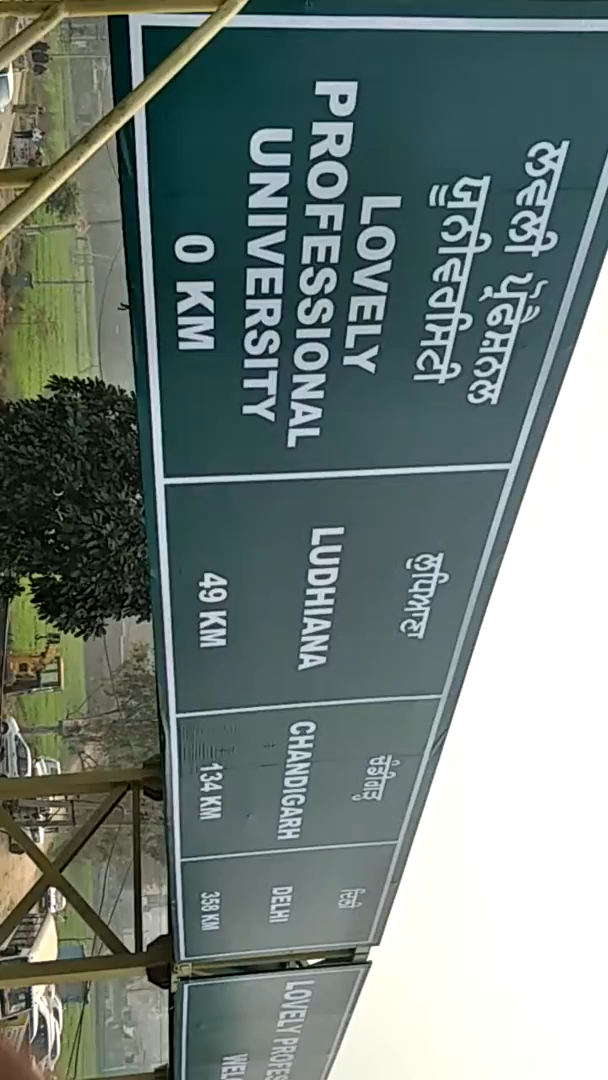 ਲਵਲੀ ਪ੍ਰੋਫੈਸ਼ਨਲ
ਯੂਨੀਵਰਸਿਟੀ
LOVELY
PROFESSIONAL
UNIVERSITY
0 KM
ਲੁਧਿਆਣਾ
LUDHIANA
49 KM
ਚੰਡੀਗੜ੍ਹ
CHANDIGARH
134 KM
ਦਿੱਲੀ
DELHI
358 KM
LOVELY PROFES
WEL